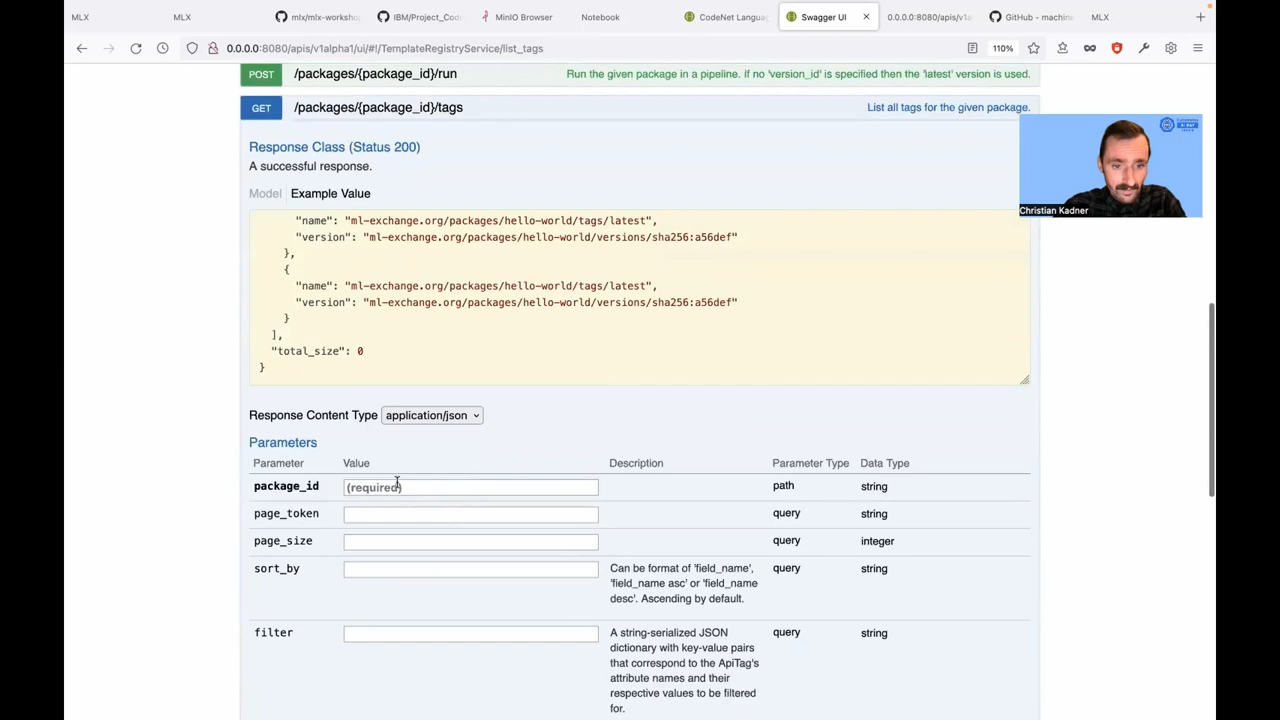 MLX
MLX
mlx/mlx-worksho
IBM/Project_Cod
MinIO Browser
Notebook
CodeNet Langua
Swagger UI
0.0.0.0:8080/apis/v1a
GitHub - machin
MLX
0.0.0.0:8080/apis/v1alpha1/ui/#!/TemplateRegistryService/list_tags
110%
POST /packages/{package_id}/run Run the given package in a pipeline. If no 'version_id' is specified then the 'latest' version is used.
GET /packages/{package_id}/tags List all tags for the given package.
Response Class (Status 200)
A successful response.
Model Example Value
Christian Kadner
"name": "ml-exchange.org/packages/hello-world/tags/latest",
"version": "ml-exchange.org/packages/hello-world/versions/sha256:a56def"
},
{
"name": "ml-exchange.org/packages/hello-world/tags/latest",
"version": "ml-exchange.org/packages/hello-world/versions/sha256:a56def"
}
],
"total_size": 0
}
Response Content Type application/json
Parameters
Parameter Value Description Parameter Type Data Type
package_id (required) path string
page_token query string
page_size query integer
sort_by Can be format of 'field_name', query string
'field_name asc' or 'field_name
desc'. Ascending by default.
filter A string-serialized JSON query string
dictionary with key-value pairs
that correspond to the ApiTag's
attribute names and their
respective values to be filtered
for.